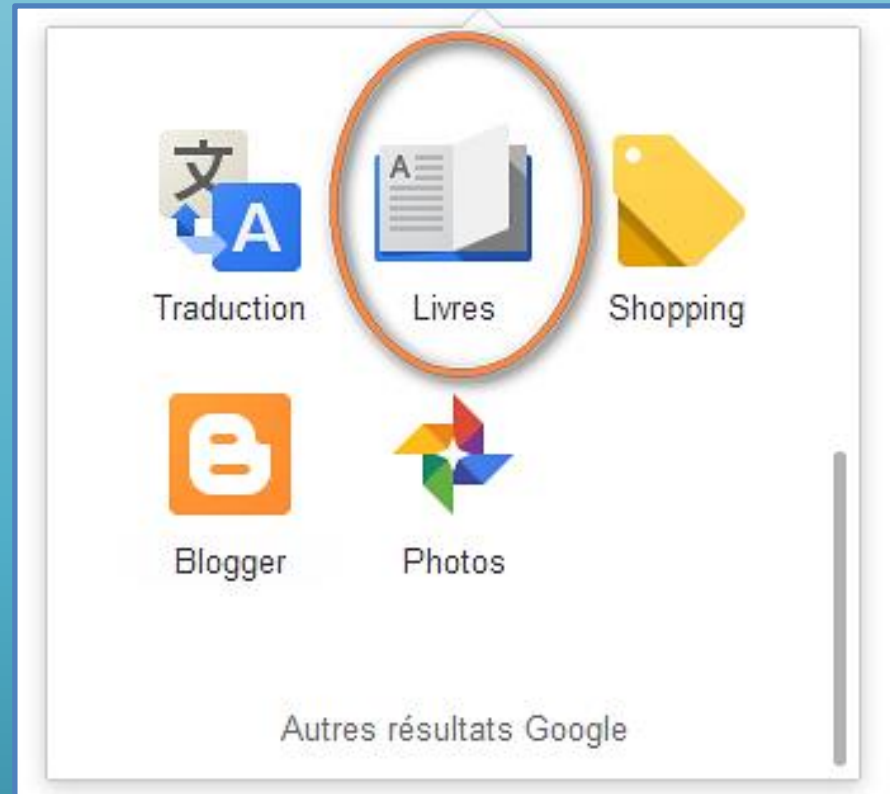 文 A
A
Traduction Livres Shopping
Blogger Photos
Autres résultats Google